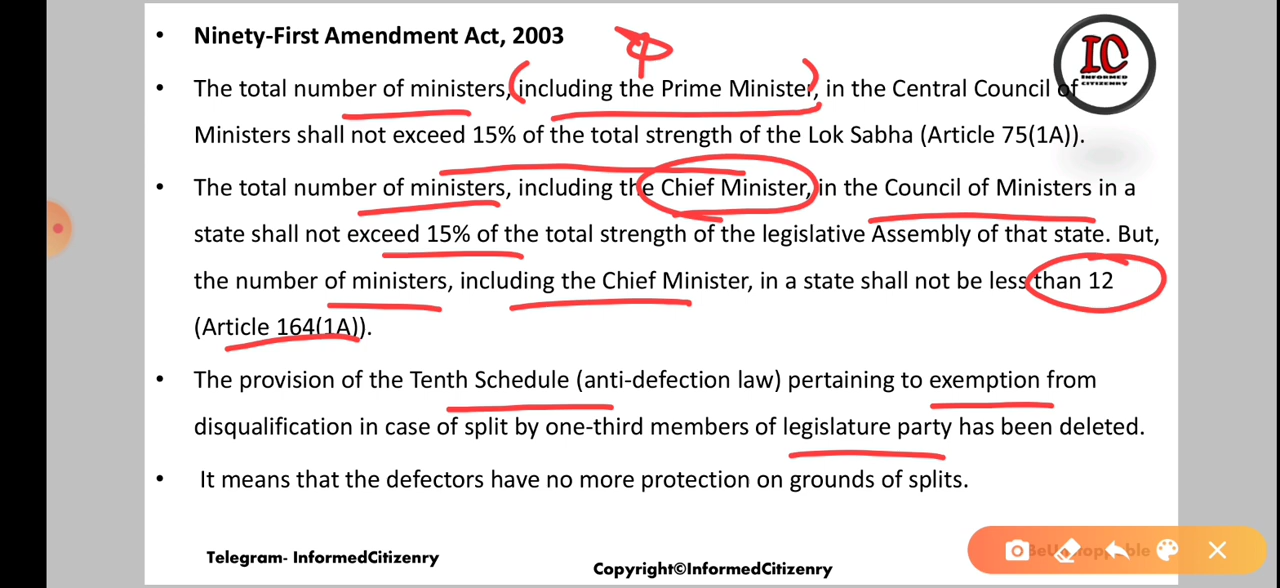 • Ninety-First Amendment Act, 2003
• The total number of ministers, (including the Prime Minister), in the Central Council of
Ministers shall not exceed 15% of the total strength of the Lok Sabha (Article 75(1A)).
• The total number of ministers, including the Chief Minister, in the Council of Ministers in a
state shall not exceed 15% of the total strength of the legislative Assembly of that state. But,
the number of ministers, including the Chief Minister, in a state shall not be less than 12
(Article 164(1A)).
• The provision of the Tenth Schedule (anti-defection law) pertaining to exemption from
disqualification in case of split by one-third members of legislature party has been deleted.
• It means that the defectors have no more protection on grounds of splits.
IC
INFORMED
CITIZENRY
Telegram- InformedCitizenry
Copyright©InformedCitizenry